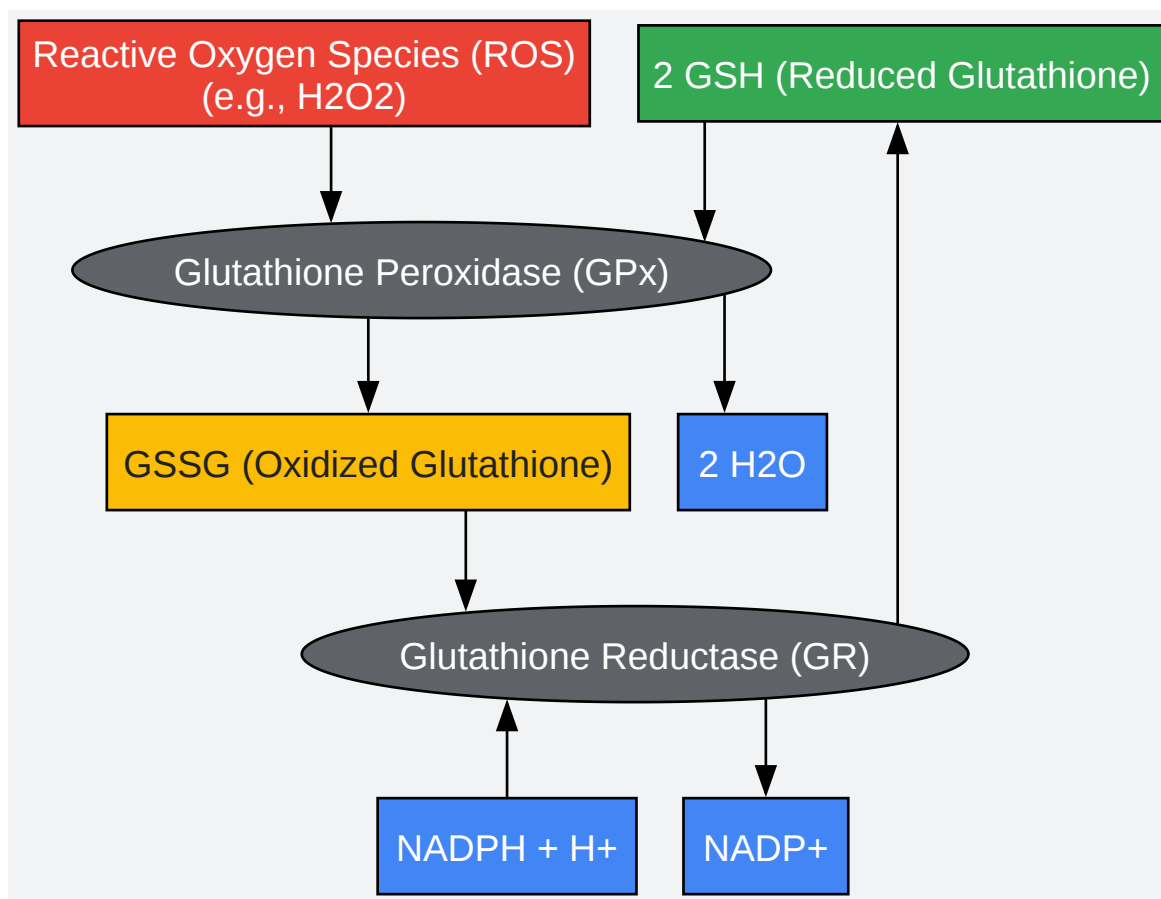 Reactive Oxygen Species (ROS)
(e.g., H2O2)
2 GSH (Reduced Glutathione)
Glutathione Peroxidase (GPx)
GSSG (Oxidized Glutathione)
2 H2O
Glutathione Reductase (GR)
NADPH + H+
NADP+